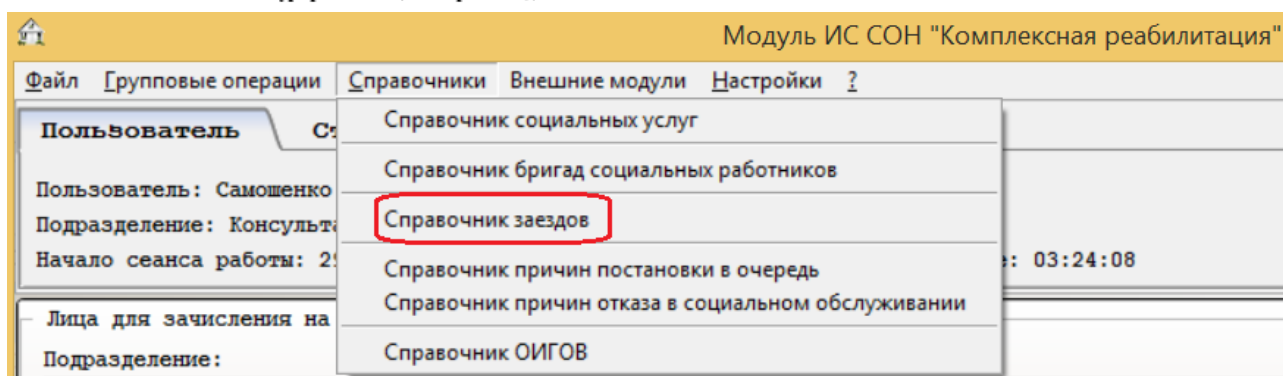 Модуль ИС СОН "Комплексная реабилитация"
Файл Групповые операции Справочники Внешние модули Настройки ?
Пользователь
Справочник социальных услуг
Справочник бригад социальных работников
Пользователь: Самошенко
Справочник заездов
Подразделение:
Начало сеанса работы:
: 03:24:08
Справочник причин постановки в очередь
Справочник причин отказа в социальном обслуживании
Лица для зачисления на
Справочник ОИГОВ
Подразделение: